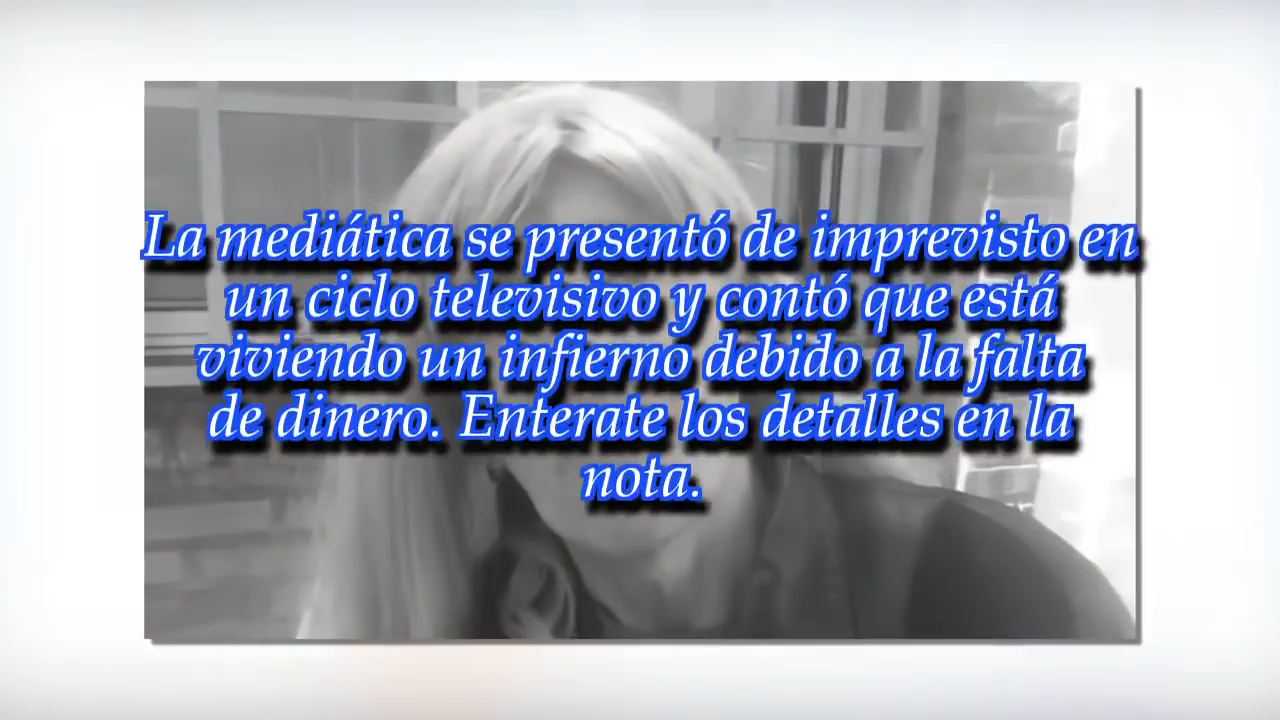 La mediática se presentó de imprevisto en
un ciclo televisivo y contó que está
viviendo un infierno debido a la falta
de dinero. Enterate los detalles en la
nota.